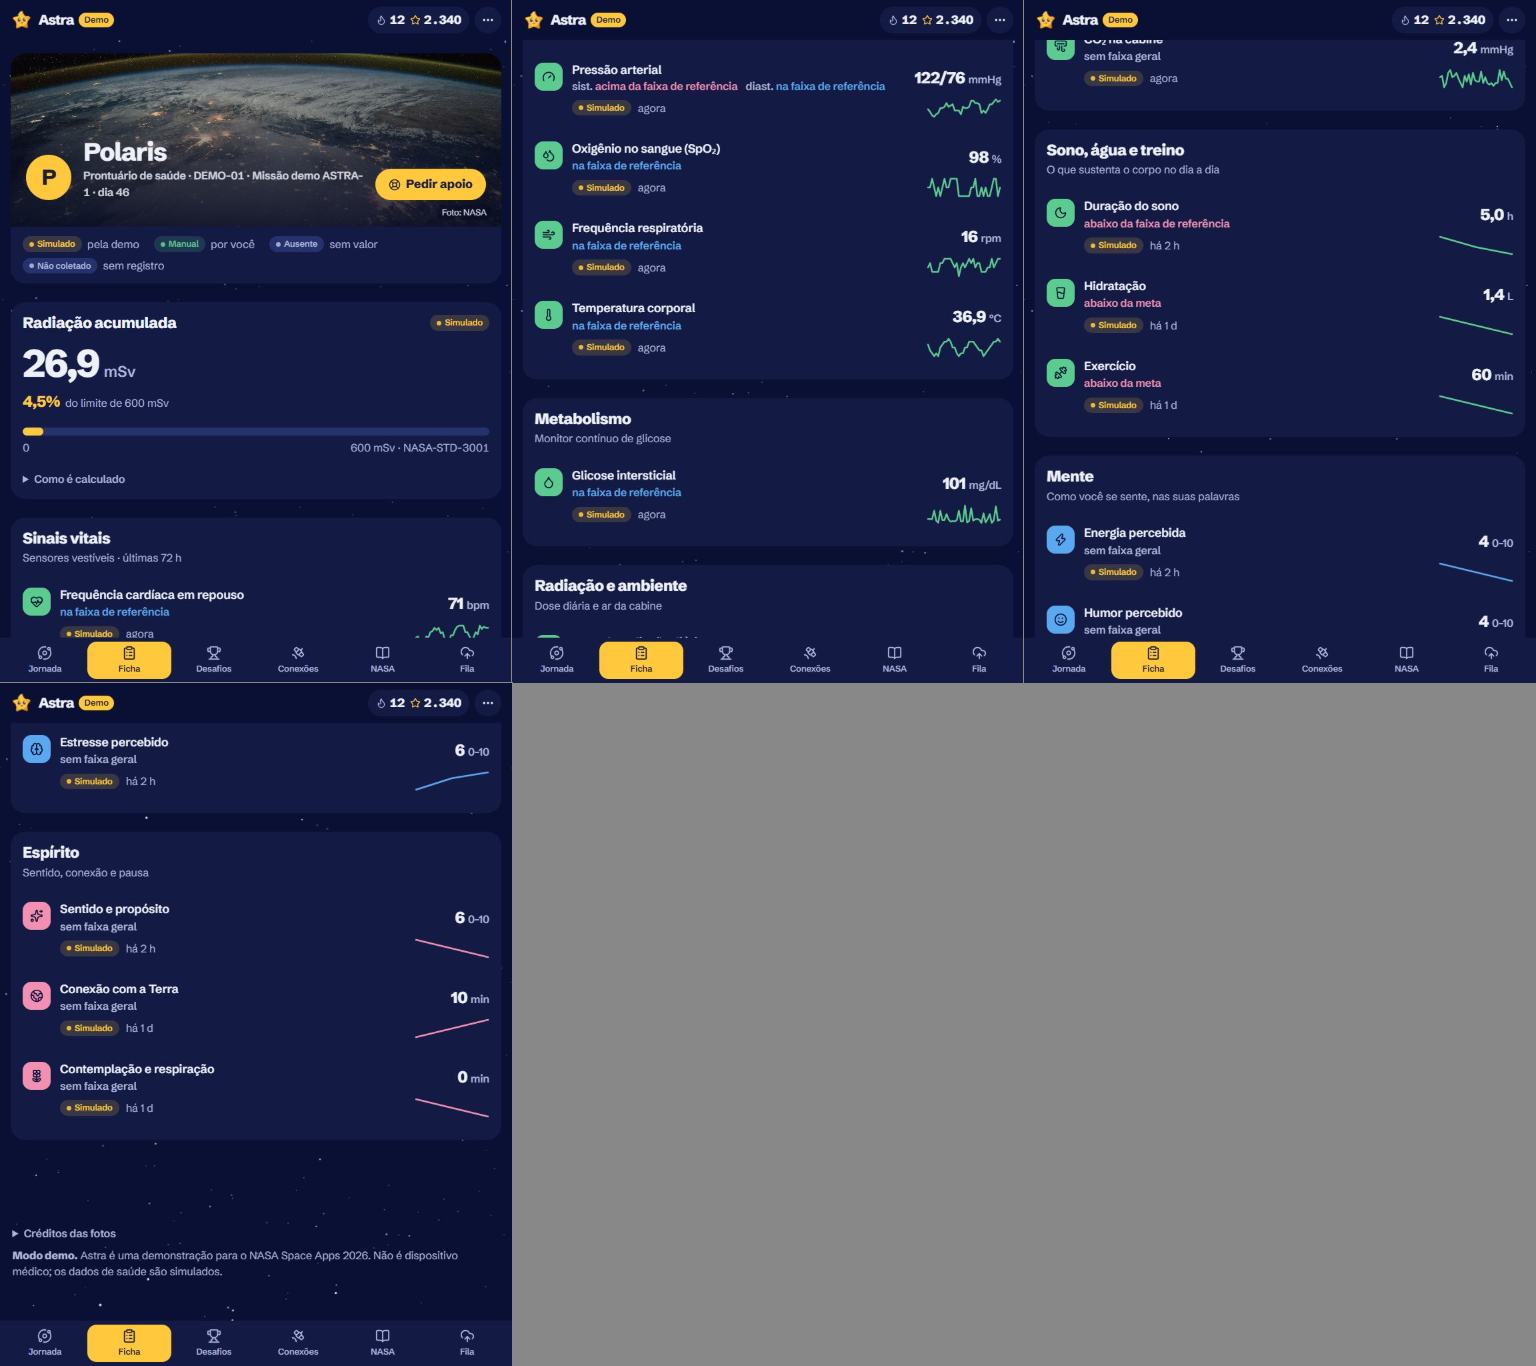 Astra Demo 12 2.340 ...
Polaris
P
Prontuário de saúde · DEMO-01 · Missão demo ASTRA-
1 · dia 46
Pedir apoio
Foto: NASA
Simulado pela demo Manual por você Ausente sem valor
Não coletado sem registro
Radiação acumulada Simulado
26,9 mSv
4,5% do limite de 600 mSv
0 600 mSv · NASA-STD-3001
Como é calculado
Sinais vitais
Sensores vestíveis · últimas 72 h
Frequência cardíaca em repouso
71 bpm
na faixa de referência
Simulado agora
Jornada Ficha Desafios Conexões NASA Fila
Astra Demo 12 2.340 ...
Pressão arterial
122/76 mmHg
sist. acima da faixa de referência diast. na faixa de referência
Simulado agora
Oxigênio no sangue (SpO₂)
98 %
na faixa de referência
Simulado agora
Frequência respiratória
16 rpm
na faixa de referência
Simulado agora
Temperatura corporal
36,9 °C
na faixa de referência
Simulado agora
Metabolismo
Monitor contínuo de glicose
Glicose intersticial
101 mg/dL
na faixa de referência
Simulado agora
Radiação e ambiente
Dose diária e ar da cabine
Jornada Ficha Desafios Conexões NASA Fila
Astra Demo 12 2.340 ...
CO₂ na cabine
2,4 mmHg
sem faixa geral
Simulado agora
Sono, água e treino
O que sustenta o corpo no dia a dia
Duração do sono
5,0 h
abaixo da faixa de referência
Simulado há 2 h
Hidratação
1,4 L
abaixo da meta
Simulado há 1 d
Exercício
60 min
abaixo da meta
Simulado há 1 d
Mente
Como você se sente, nas suas palavras
Energia percebida
4 0–10
sem faixa geral
Simulado há 2 h
Humor percebido
4 0–10
sem faixa geral
Jornada Ficha Desafios Conexões NASA Fila
Astra Demo 12 2.340 ...
Estresse percebido
6 0–10
sem faixa geral
Simulado há 2 h
Espírito
Sentido, conexão e pausa
Sentido e propósito
6 0–10
sem faixa geral
Simulado há 2 h
Conexão com a Terra
10 min
sem faixa geral
Simulado há 1 d
Contemplação e respiração
0 min
sem faixa geral
Simulado há 1 d
Créditos das fotos
Modo demo. Astra é uma demonstração para o NASA Space Apps 2026. Não é dispositivo
médico; os dados de saúde são simulados.
Jornada Ficha Desafios Conexões NASA Fila